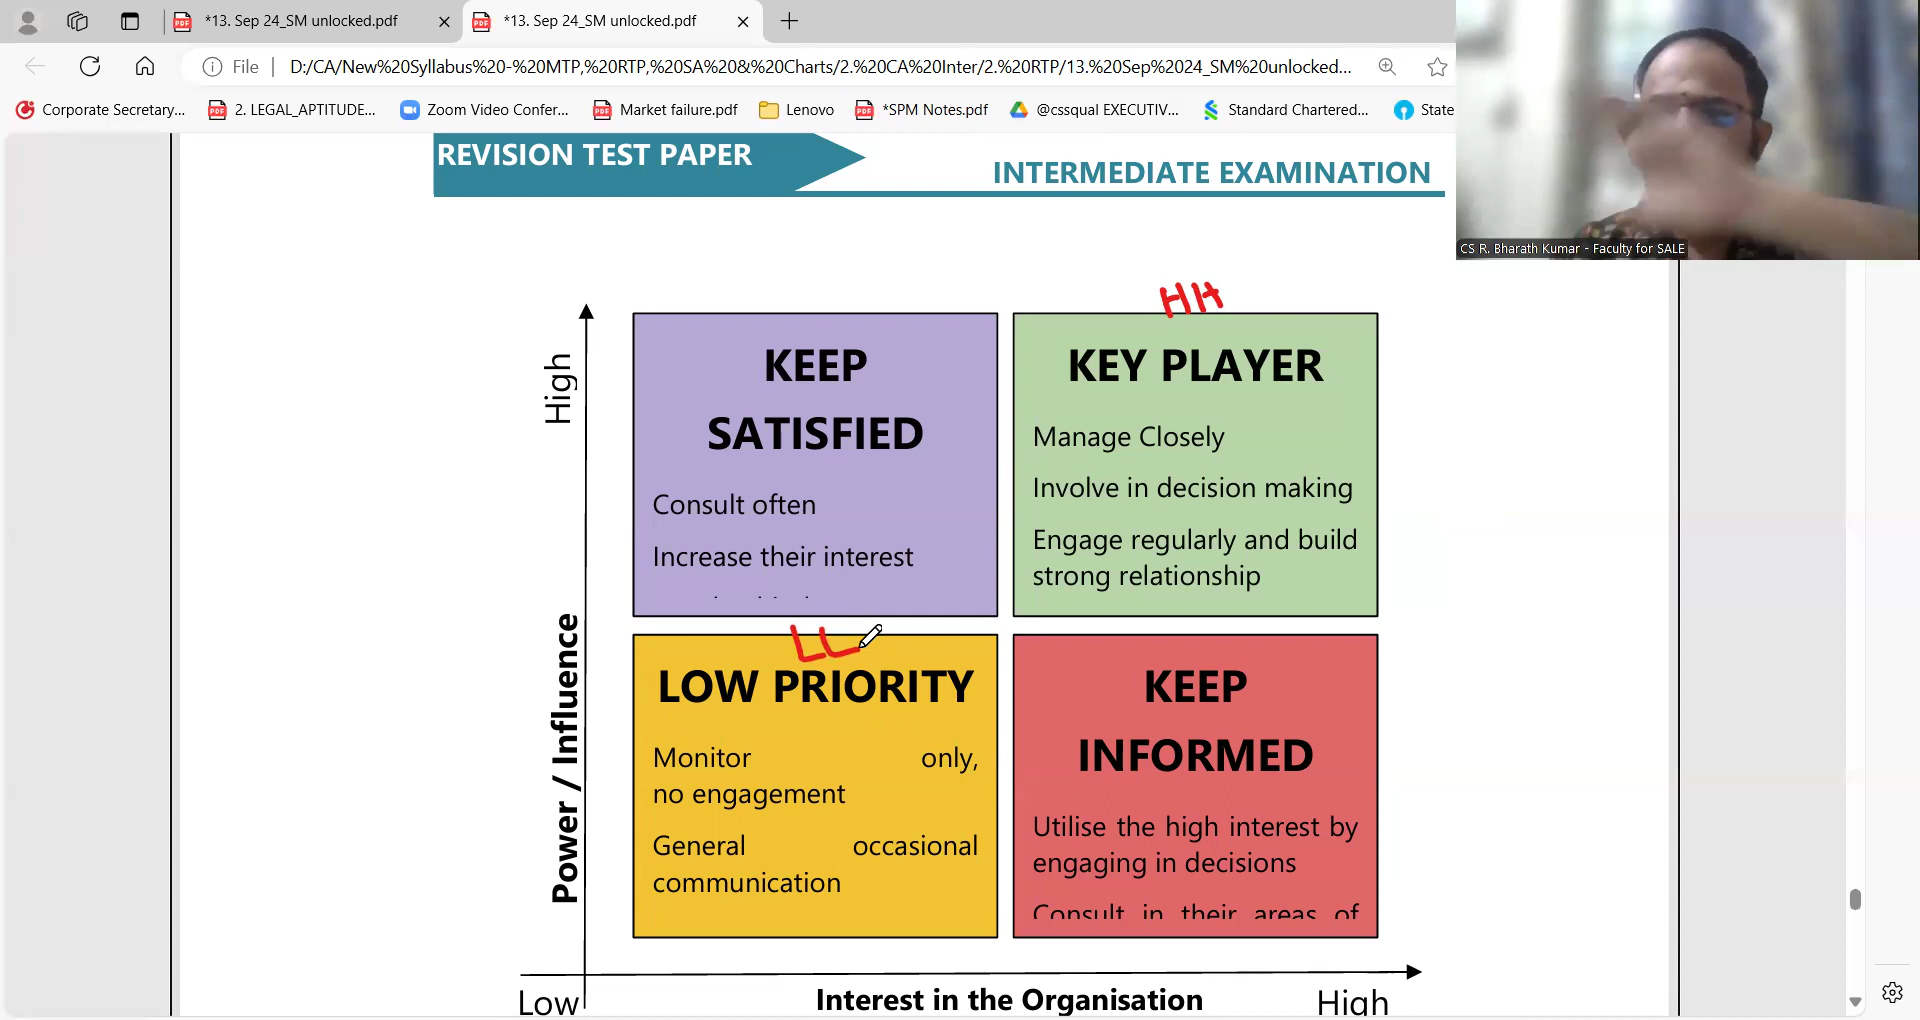 *13. Sep 24_SM unlocked.pdf
*13. Sep 24_SM unlocked.pdf
File
D:/CA/New%20Syllabus%20-%20MTP,%20RTP,%20SA%20&%20Charts/2.%20CA%20Inter/2.%20RTP/13.%20Sep%2024_SM%20unlocked...
Corporate Secretary...
2. LEGAL_APTITUDE...
Zoom Video Confer...
Market failure.pdf
Lenovo
*SPM Notes.pdf
@cssqual EXECUTIV...
Standard Chartered...
State
CS R. Bharath Kumar - Faculty for SALE
REVISION TEST PAPER
INTERMEDIATE EXAMINATION
HH
High
KEEP
SATISFIED
Consult often
Increase their interest
KEY PLAYER
Manage Closely
Involve in decision making
Engage regularly and build
strong relationship
Power / Influence
LL
LOW PRIORITY
Monitor only,
no engagement
General occasional
communication
KEEP
INFORMED
Utilise the high interest by
engaging in decisions
Consult in their areas of
Low
Interest in the Organisation
High